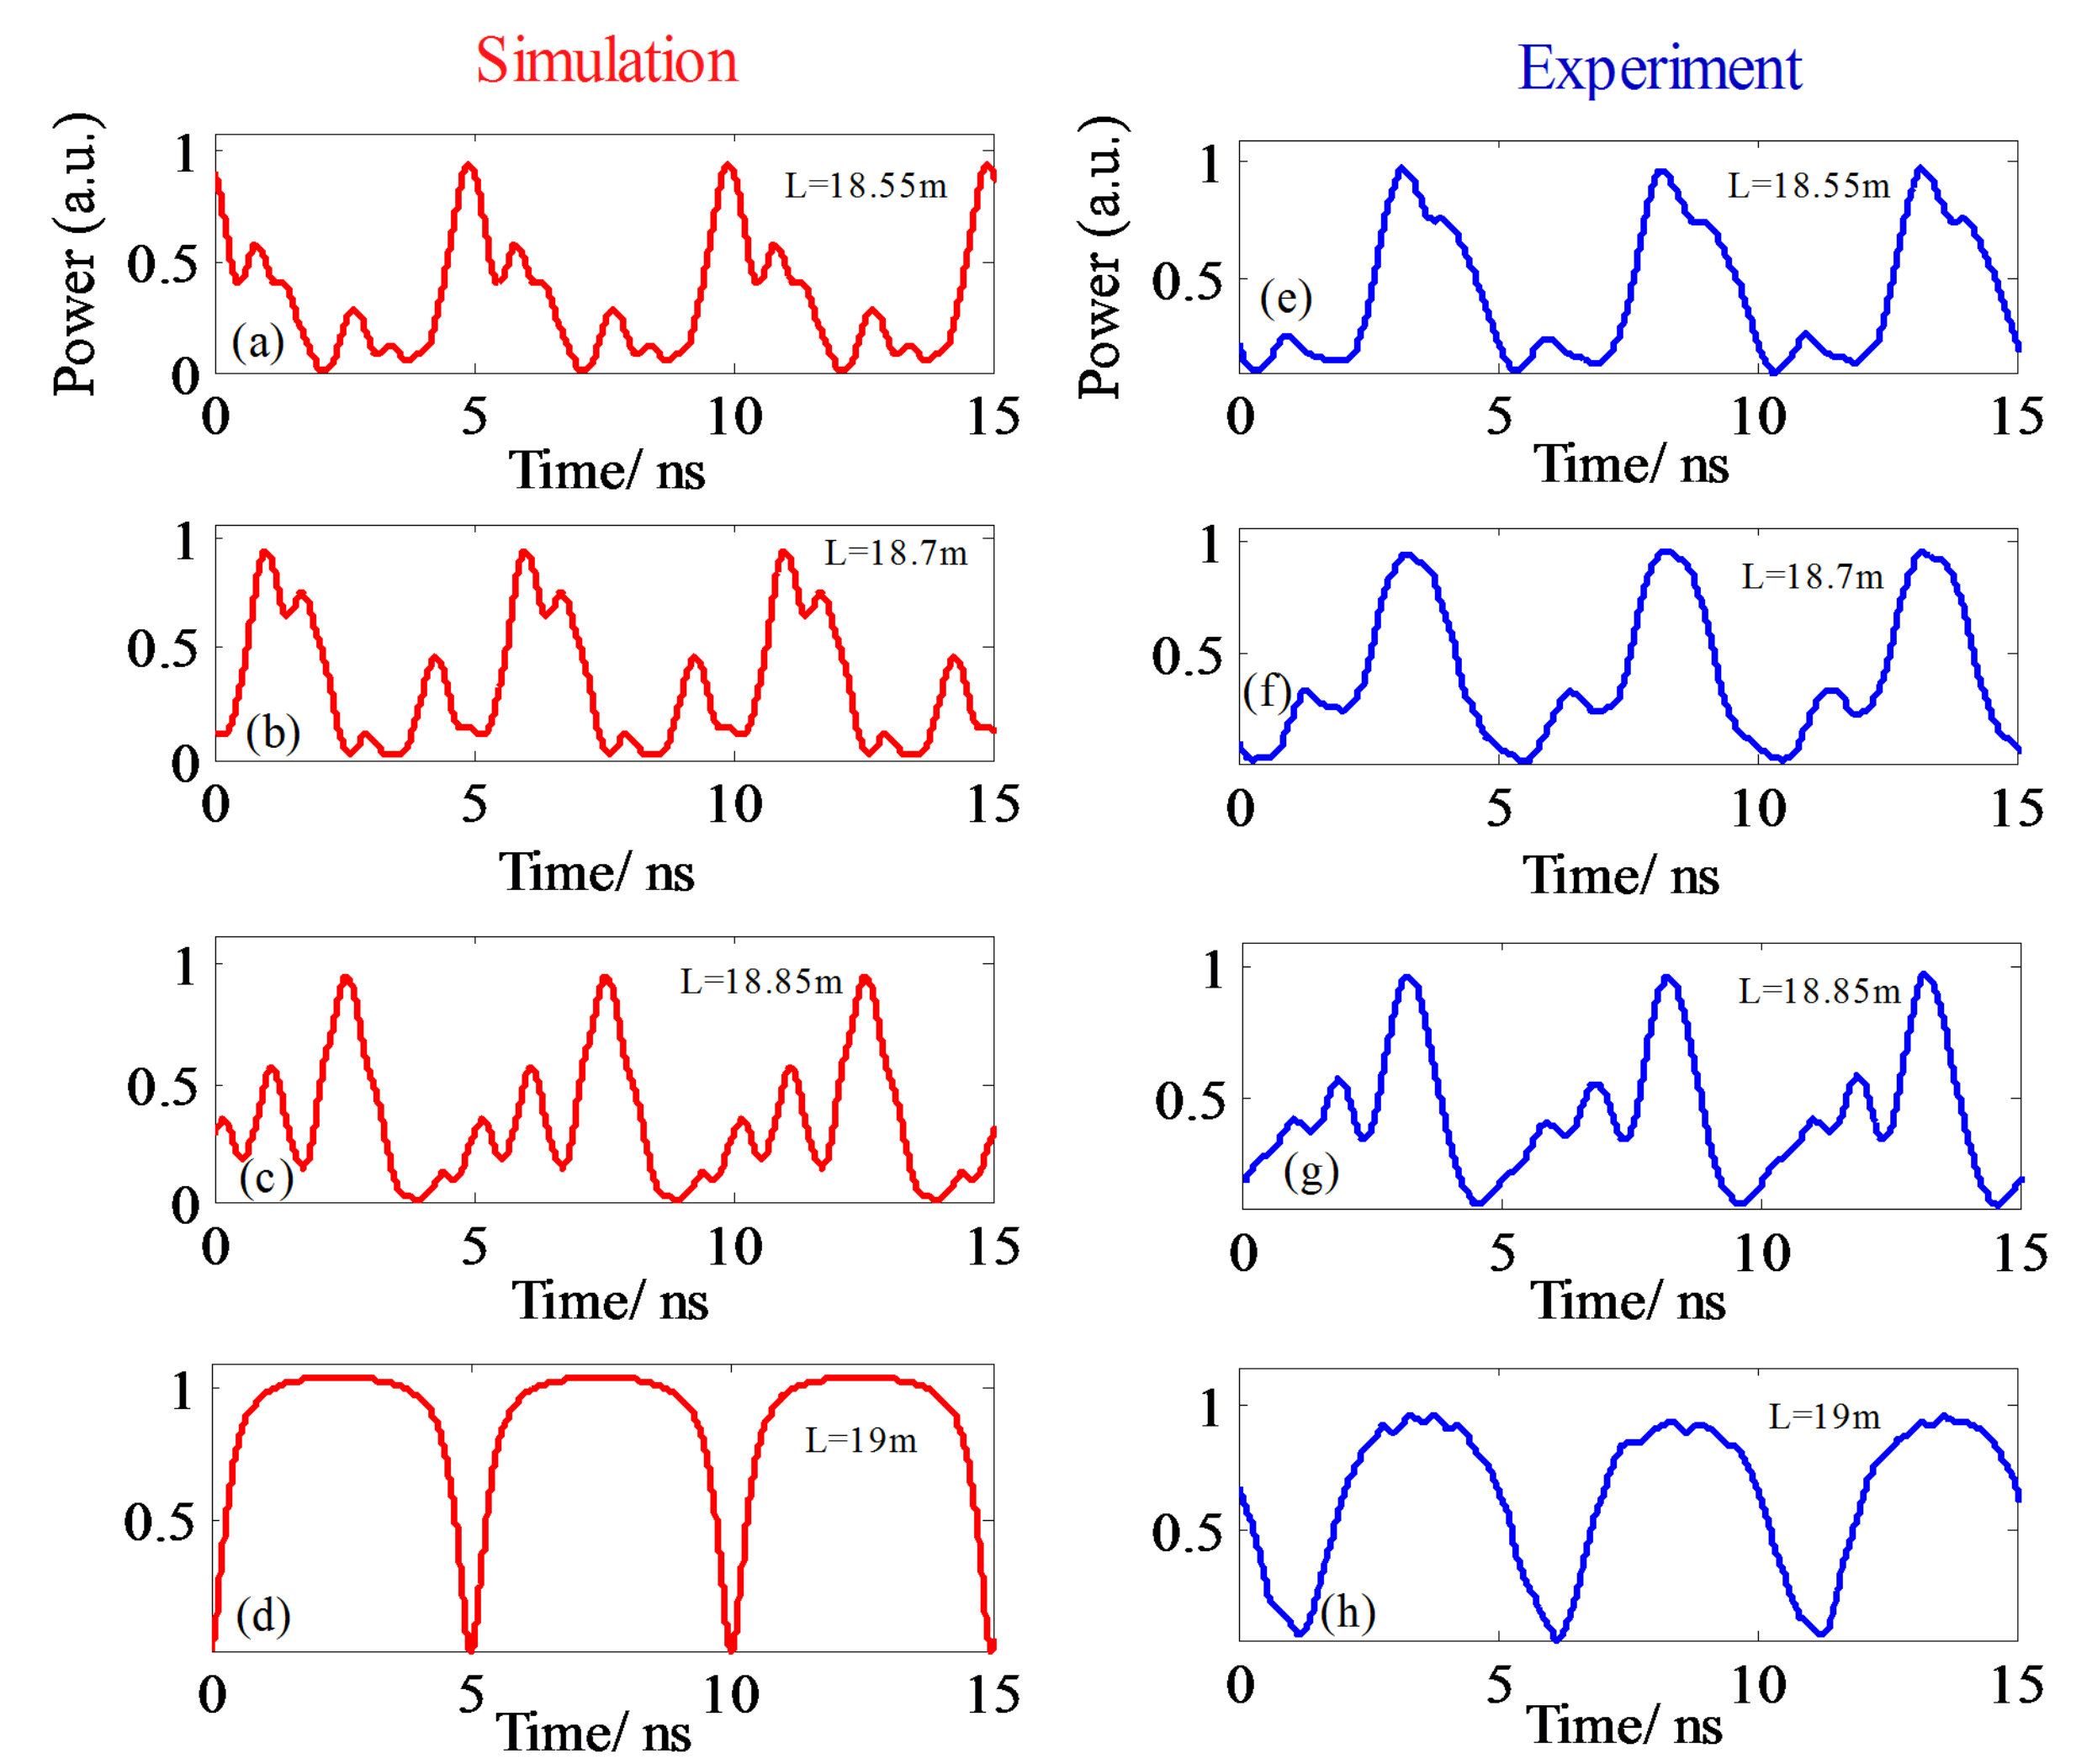 Simulation
Experiment
Power (a.u.)
1
0.5
0
L=18.55m
(a)
0 5 10 15
Time/ ns
Power (a.u.)
1
0.5
L=18.55m
(e)
0 5 10 15
Time/ ns
1
0.5
0
L=18.7m
(b)
0 5 10 15
Time/ ns
1
0.5
L=18.7m
(f)
0 5 10 15
Time/ ns
1
0.5
0
L=18.85m
(c)
0 5 10 15
Time/ ns
1
0.5
L=18.85m
(g)
0 5 10 15
Time/ ns
1
0.5
L=19m
(d)
0 5 10 15
Time/ ns
1
0.5
L=19m
(h)
0 5 10 15
Time/ ns